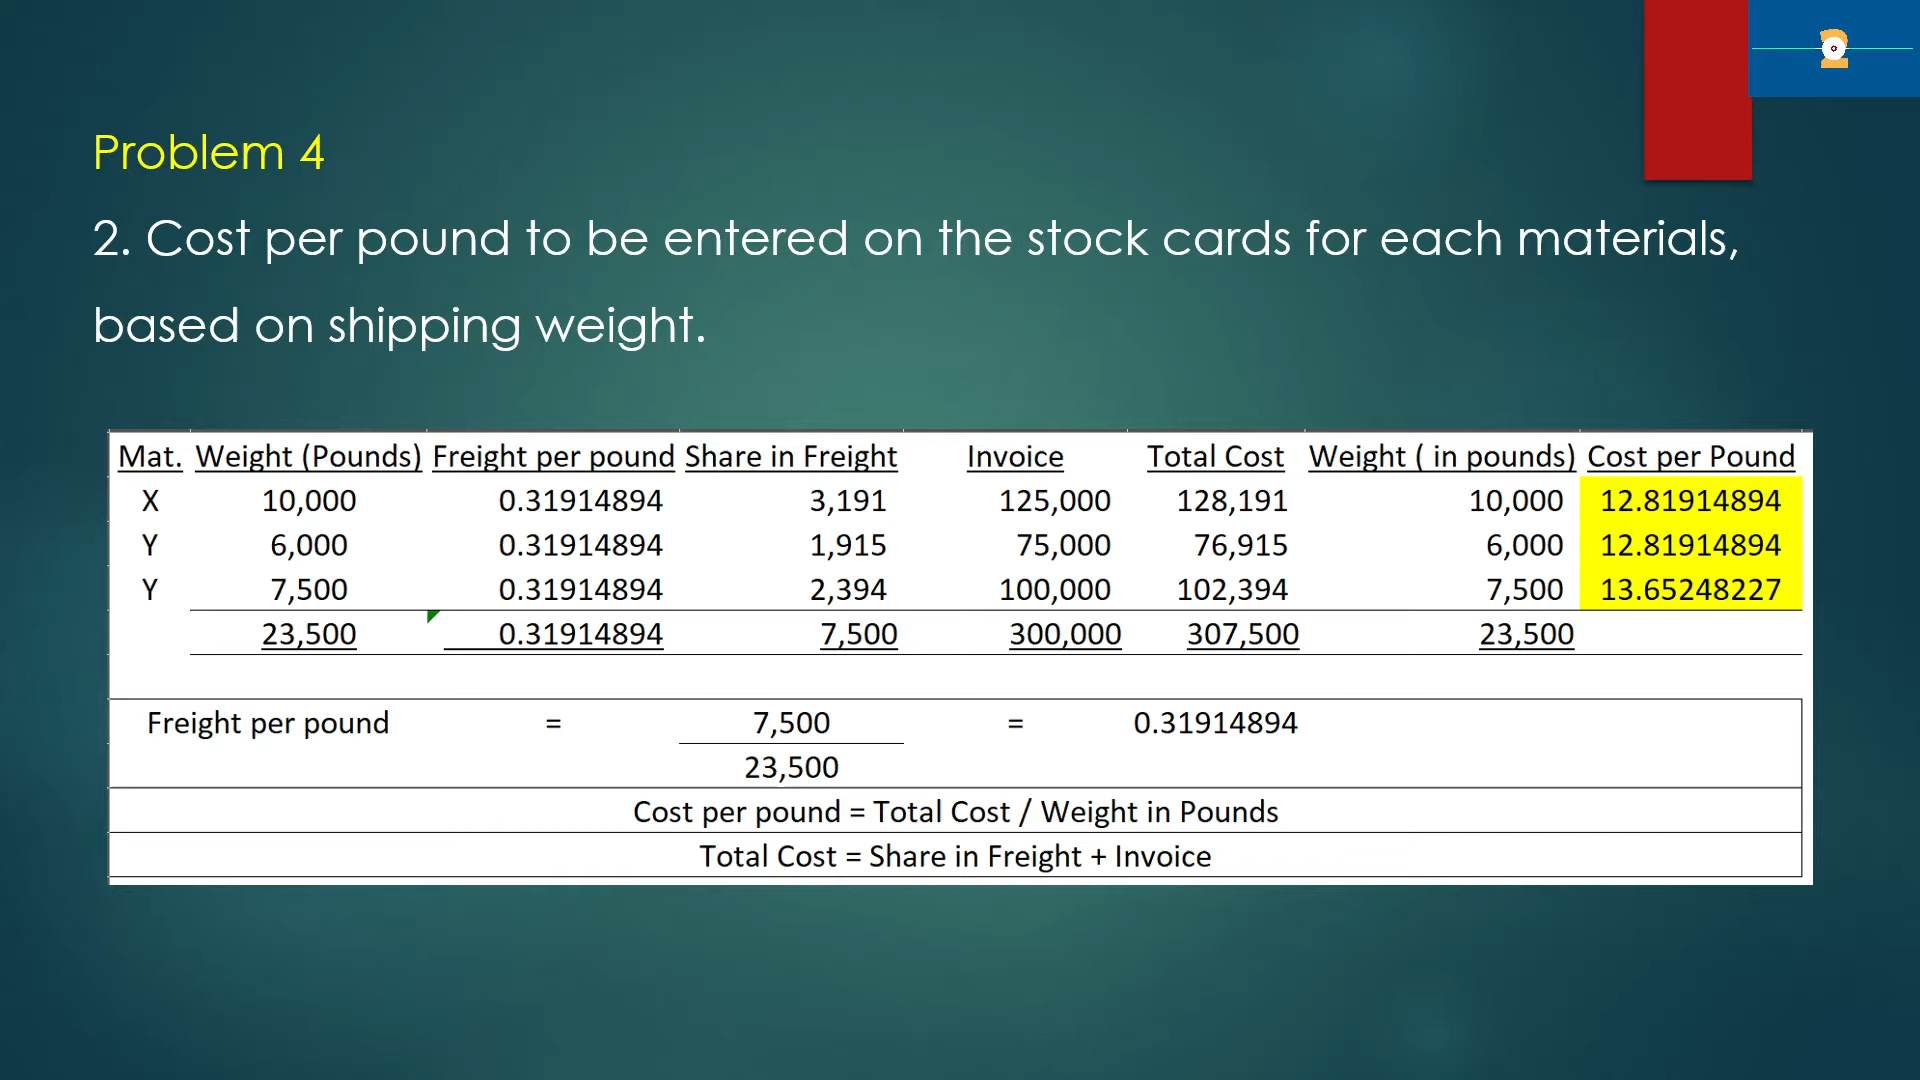 Problem 4
2. Cost per pound to be entered on the stock cards for each materials,
based on shipping weight.
Mat. Weight (Pounds) Freight per pound Share in Freight Invoice Total Cost Weight ( in pounds) Cost per Pound
X 10,000 0.31914894 3,191 125,000 128,191 10,000 12.81914894
Y 6,000 0.31914894 1,915 75,000 76,915 6,000 12.81914894
Y 7,500 0.31914894 2,394 100,000 102,394 7,500 13.65248227
23,500 0.31914894 7,500 300,000 307,500 23,500
Freight per pound = 7,500 = 0.31914894
23,500
Cost per pound = Total Cost / Weight in Pounds
Total Cost = Share in Freight + Invoice